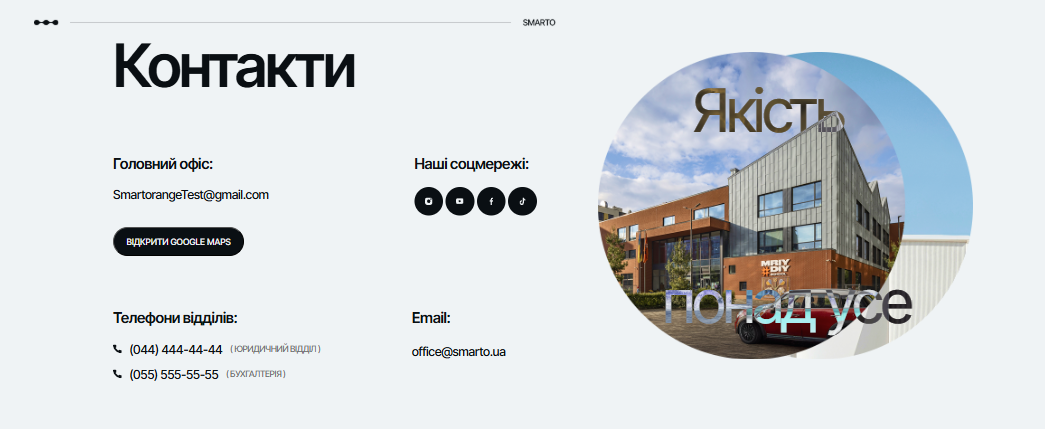 SMARTO
Контакти
Головний офіс:
SmartorangeTest@gmail.com
ВІДКРИТИ GOOGLE MAPS
Наші соцмережі:
Телефони відділів:
(044) 444-44-44 ( ЮРИДИЧНИЙ ВІДДІЛ )
(055) 555-55-55 ( БУХГАЛТЕРІЯ )
Email:
office@smarto.ua
Якість
MRIY
#DIY
понад усе